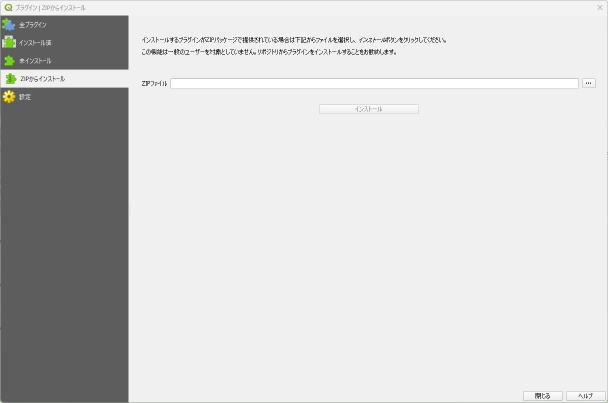 プラグイン | ZIPからインストール
全プラグイン
インストール済
未インストール
ZIPからインストール
設定
インストールするプラグインがZIPパッケージで提供されている場合は下記からファイルを選択し、インストールボタンをクリックしてください。
この機能は一般のユーザーを対象としていません。リポジトリからプラグインをインストールすることをお勧めします。
ZIPファイル
...
インストール
閉じる
ヘルプ